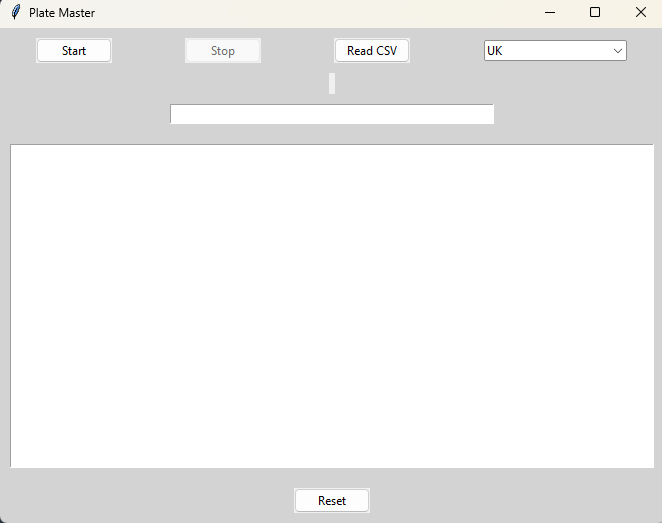 Plate Master
Start Stop Read CSV UK
Reset